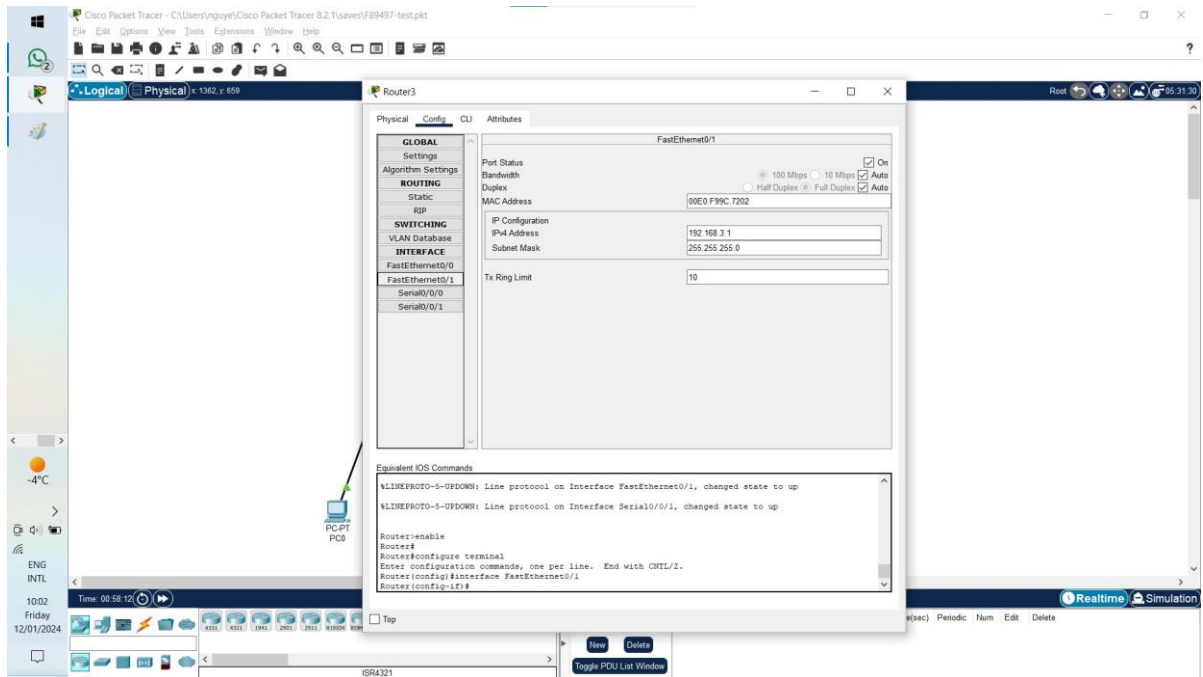 Cisco Packet Tracer - C:\Users\nguye\Cisco Packet Tracer 8.2.1\saves\F89497-test.pkt
File Edit Options View Tools Extensions Window Help
?
2
Logical Physical x: 1362, y: 659
Root 05:31:30
Router3
Physical Config CLI Attributes
GLOBAL
Settings
Algorithm Settings
ROUTING
Static
RIP
SWITCHING
VLAN Database
INTERFACE
FastEthernet0/0
FastEthernet0/1
Serial0/0/0
Serial0/0/1
FastEthernet0/1
Port Status On
Bandwidth 100 Mbps 10 Mbps Auto
Duplex Half Duplex Full Duplex Auto
MAC Address 00E0.F99C.7202
IP Configuration
IPv4 Address 192.168.3.1
Subnet Mask 255.255.255.0
Tx Ring Limit 10
Equivalent IOS Commands
%LINEPROTO-5-UPDOWN: Line protocol on Interface FastEthernet0/1, changed state to up
%LINEPROTO-5-UPDOWN: Line protocol on Interface Serial0/0/1, changed state to up
Router>enable
Router#
Router#configure terminal
Enter configuration commands, one per line. End with CNTL/Z.
Router(config)#interface FastEthernet0/1
Router(config-if)#
Top
PC-PT
PC0
-4°C
ENG
INTL
10:02
Friday
12/01/2024
Time: 00:58:12
Realtime Simulation
4331 4321 1941 2901 2911
e(sec) Periodic Num Edit Delete
New Delete
Toggle PDU List Window
ISR4321